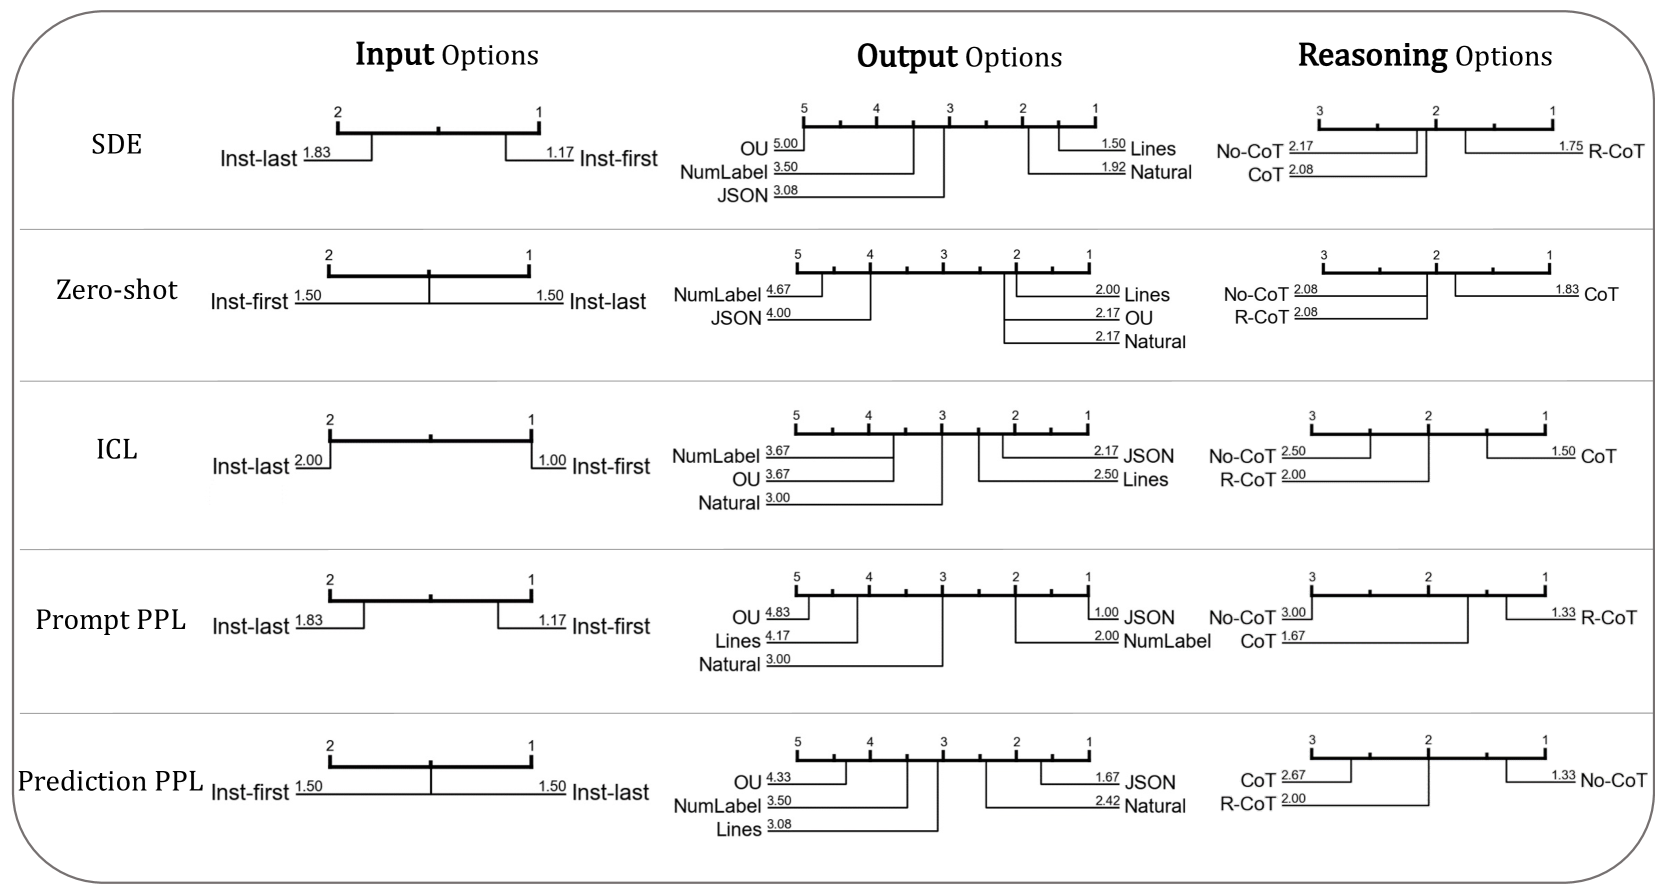 Input Options
Output Options
Reasoning Options
SDE
2 1
Inst-last 1.83 1.17 Inst-first
5 4 3 2 1
OU 5.00 1.50 Lines
NumLabel 3.50 1.92 Natural
JSON 3.08
3 2 1
No-CoT 2.17 1.75 R-CoT
CoT 2.08
Zero-shot
2 1
Inst-first 1.50 1.50 Inst-last
5 4 3 2 1
NumLabel 4.67 2.00 Lines
JSON 4.00 2.17 OU
2.17 Natural
3 2 1
No-CoT 2.08 1.83 CoT
R-CoT 2.08
ICL
2 1
Inst-last 2.00 1.00 Inst-first
5 4 3 2 1
NumLabel 3.67 2.17 JSON
OU 3.67 2.50 Lines
Natural 3.00
3 2 1
No-CoT 2.50 1.50 CoT
R-CoT 2.00
Prompt PPL
2 1
Inst-last 1.83 1.17 Inst-first
5 4 3 2 1
OU 4.83 1.00 JSON
Lines 4.17 2.00 NumLabel
Natural 3.00
3 2 1
No-CoT 3.00 1.33 R-CoT
CoT 1.67
Prediction PPL
2 1
Inst-first 1.50 1.50 Inst-last
5 4 3 2 1
OU 4.33 1.67 JSON
NumLabel 3.50 2.42 Natural
Lines 3.08
3 2 1
CoT 2.67 1.33 No-CoT
R-CoT 2.00